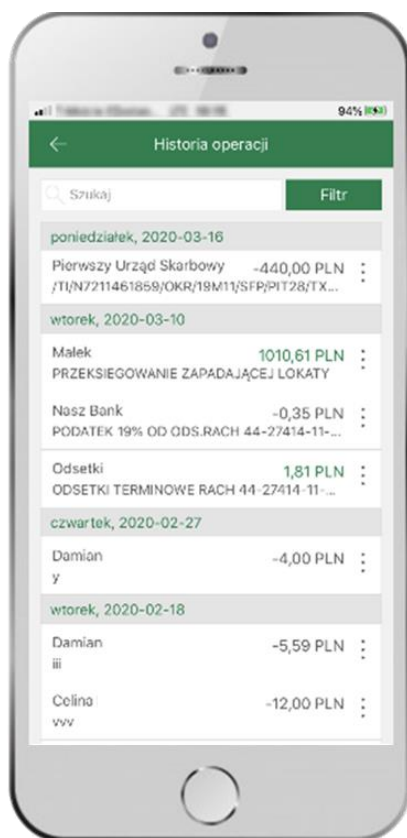 94%
Historia operacji
Szukaj
Filtr
poniedziałek, 2020-03-16
Pierwszy Urząd Skarbowy -440,00 PLN
/TI/N7211461859/OKR/19M11/SFP/PIT28/TX...
wtorek, 2020-03-10
Małek 1010,61 PLN
PRZEKSIEGOWANIE ZAPADAJĄCEJ LOKATY
Nasz Bank -0,35 PLN
PODATEK 19% OD ODS.RACH 44-27414-11-...
Odsetki 1,81 PLN
ODSETKI TERMINOWE RACH 44-27414-11-...
czwartek, 2020-02-27
Damian -4,00 PLN
y
wtorek, 2020-02-18
Damian -5,59 PLN
iii
Celina -12,00 PLN
vvv